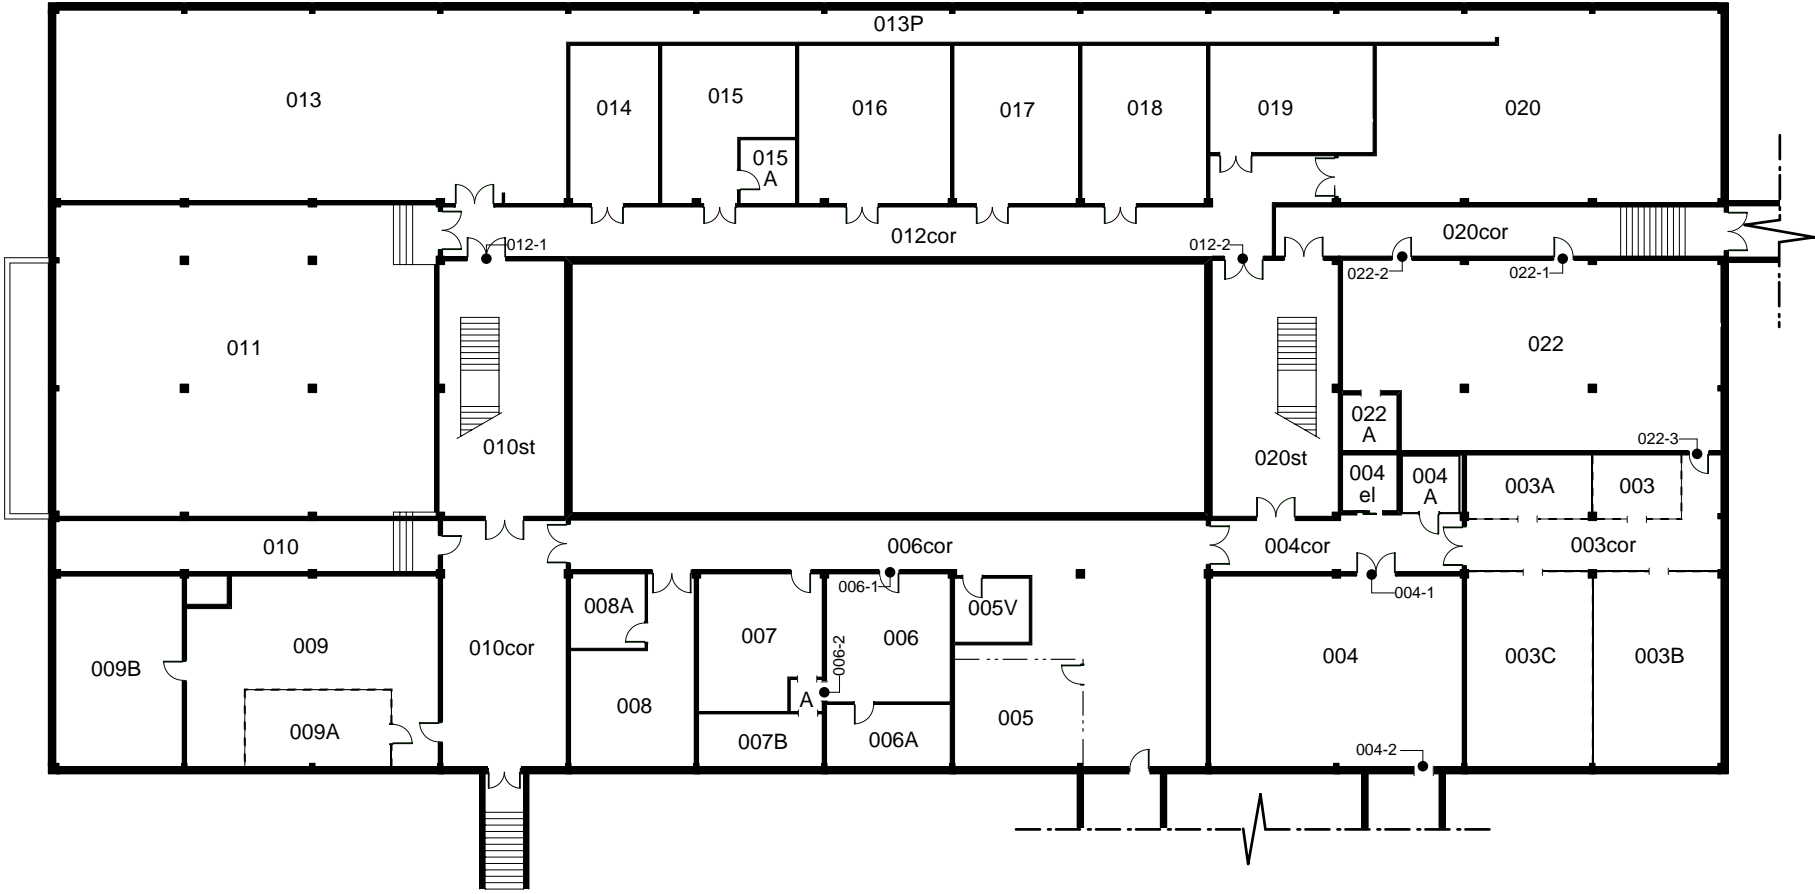 013P
013
014
015
016
017
018
019
020
015
A
012cor
020cor
012-1
012-2
022-2
022-1
011
022
010st
020st
022
A
022-3
004
el
004
A
003A
003
010
006cor
004cor
003cor
006-1
004-1
008A
005V
009
010cor
007
006
006-2
004
003C
003B
009B
008
A
005
009A
007B
006A
004-2